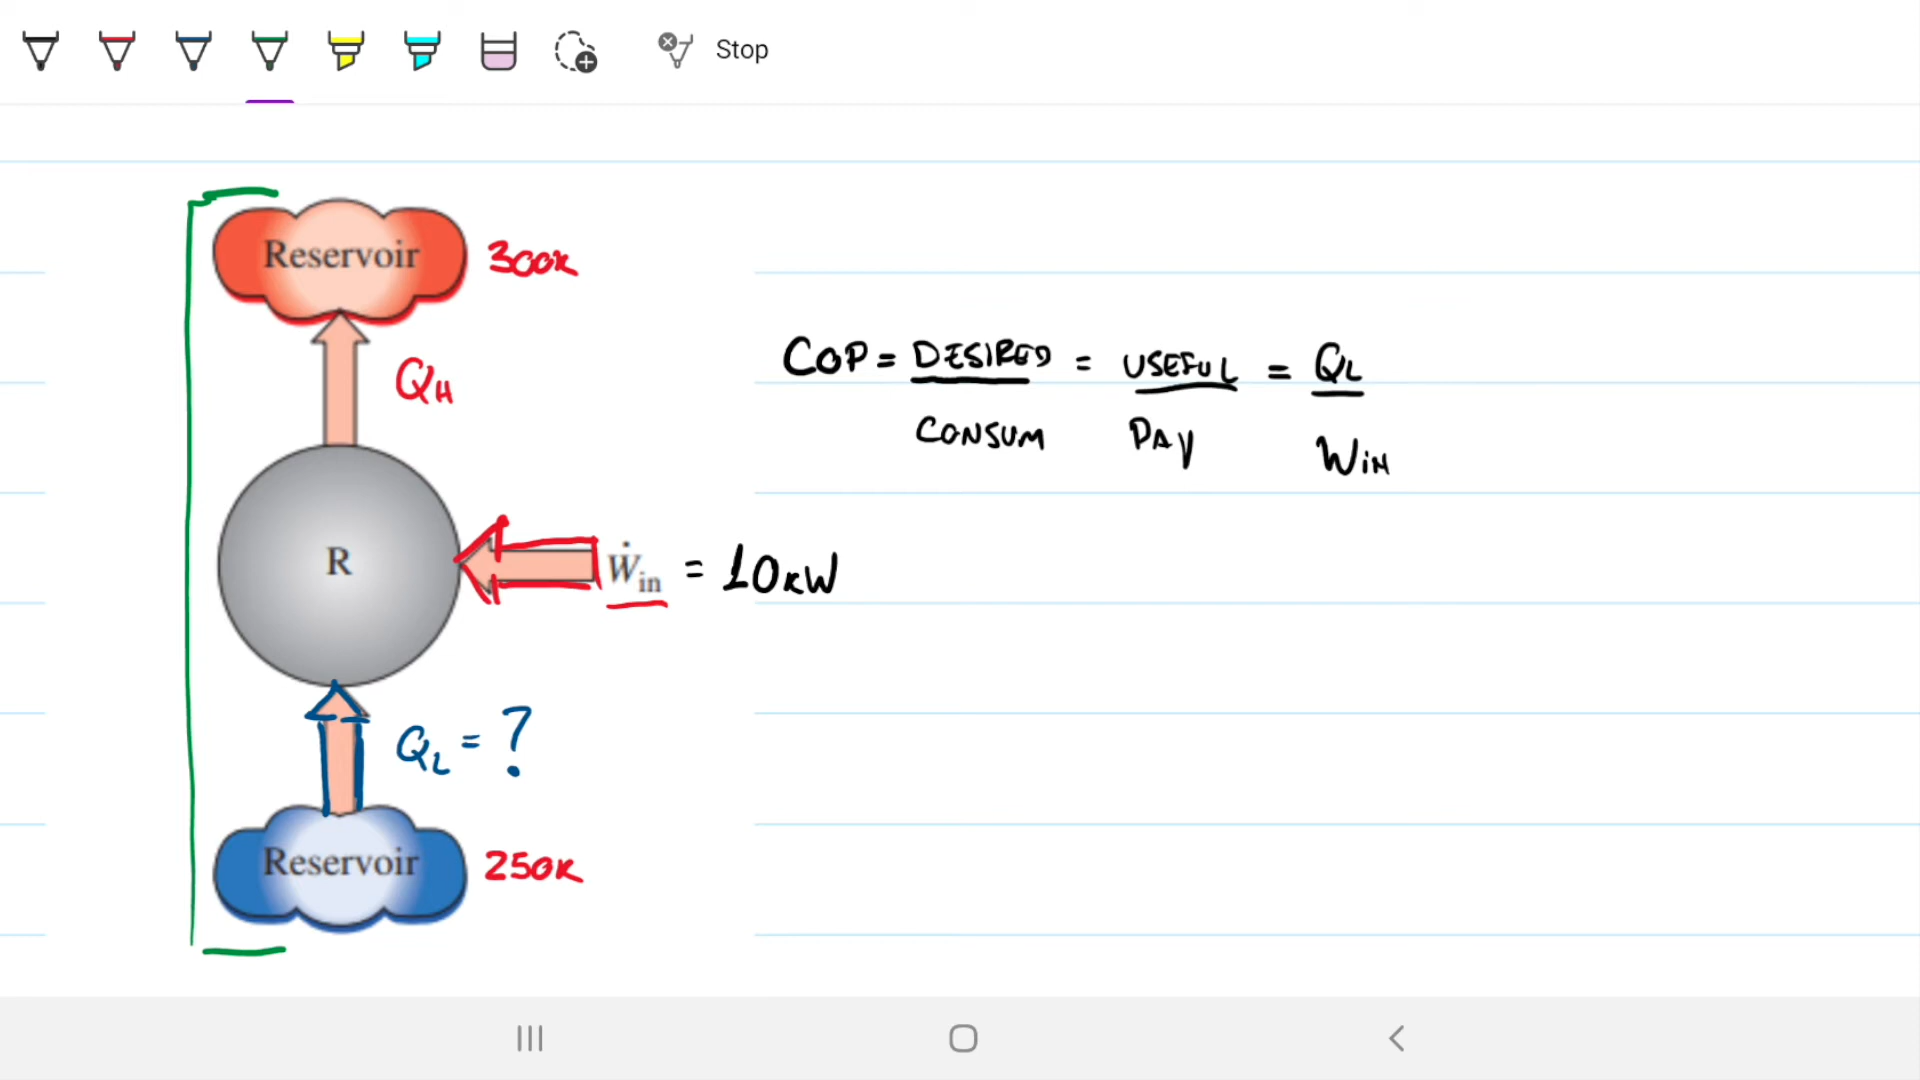 Stop
Reservoir 300K
QH
COP = DESIRED = USEFUL = QL
CONSUM PAY WIN
R Ẇin = 10KW
QL = ?
Reservoir 250K